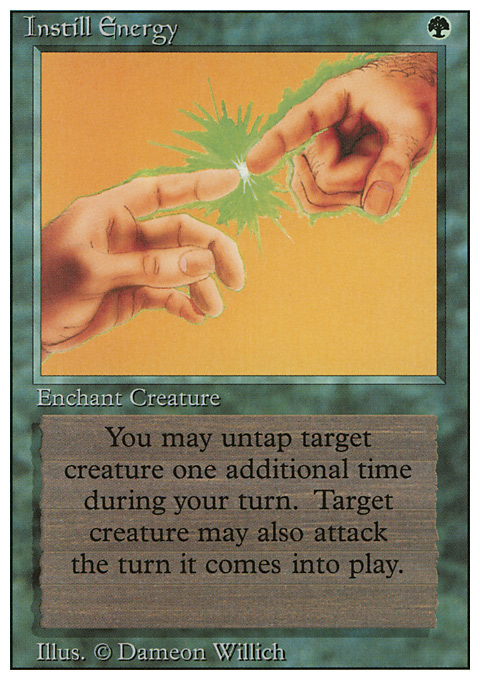 Instill Energy
Enchant Creature
You may untap target
creature one additional time
during your turn. Target
creature may also attack
the turn it comes into play.
Illus. © Dameon Willich